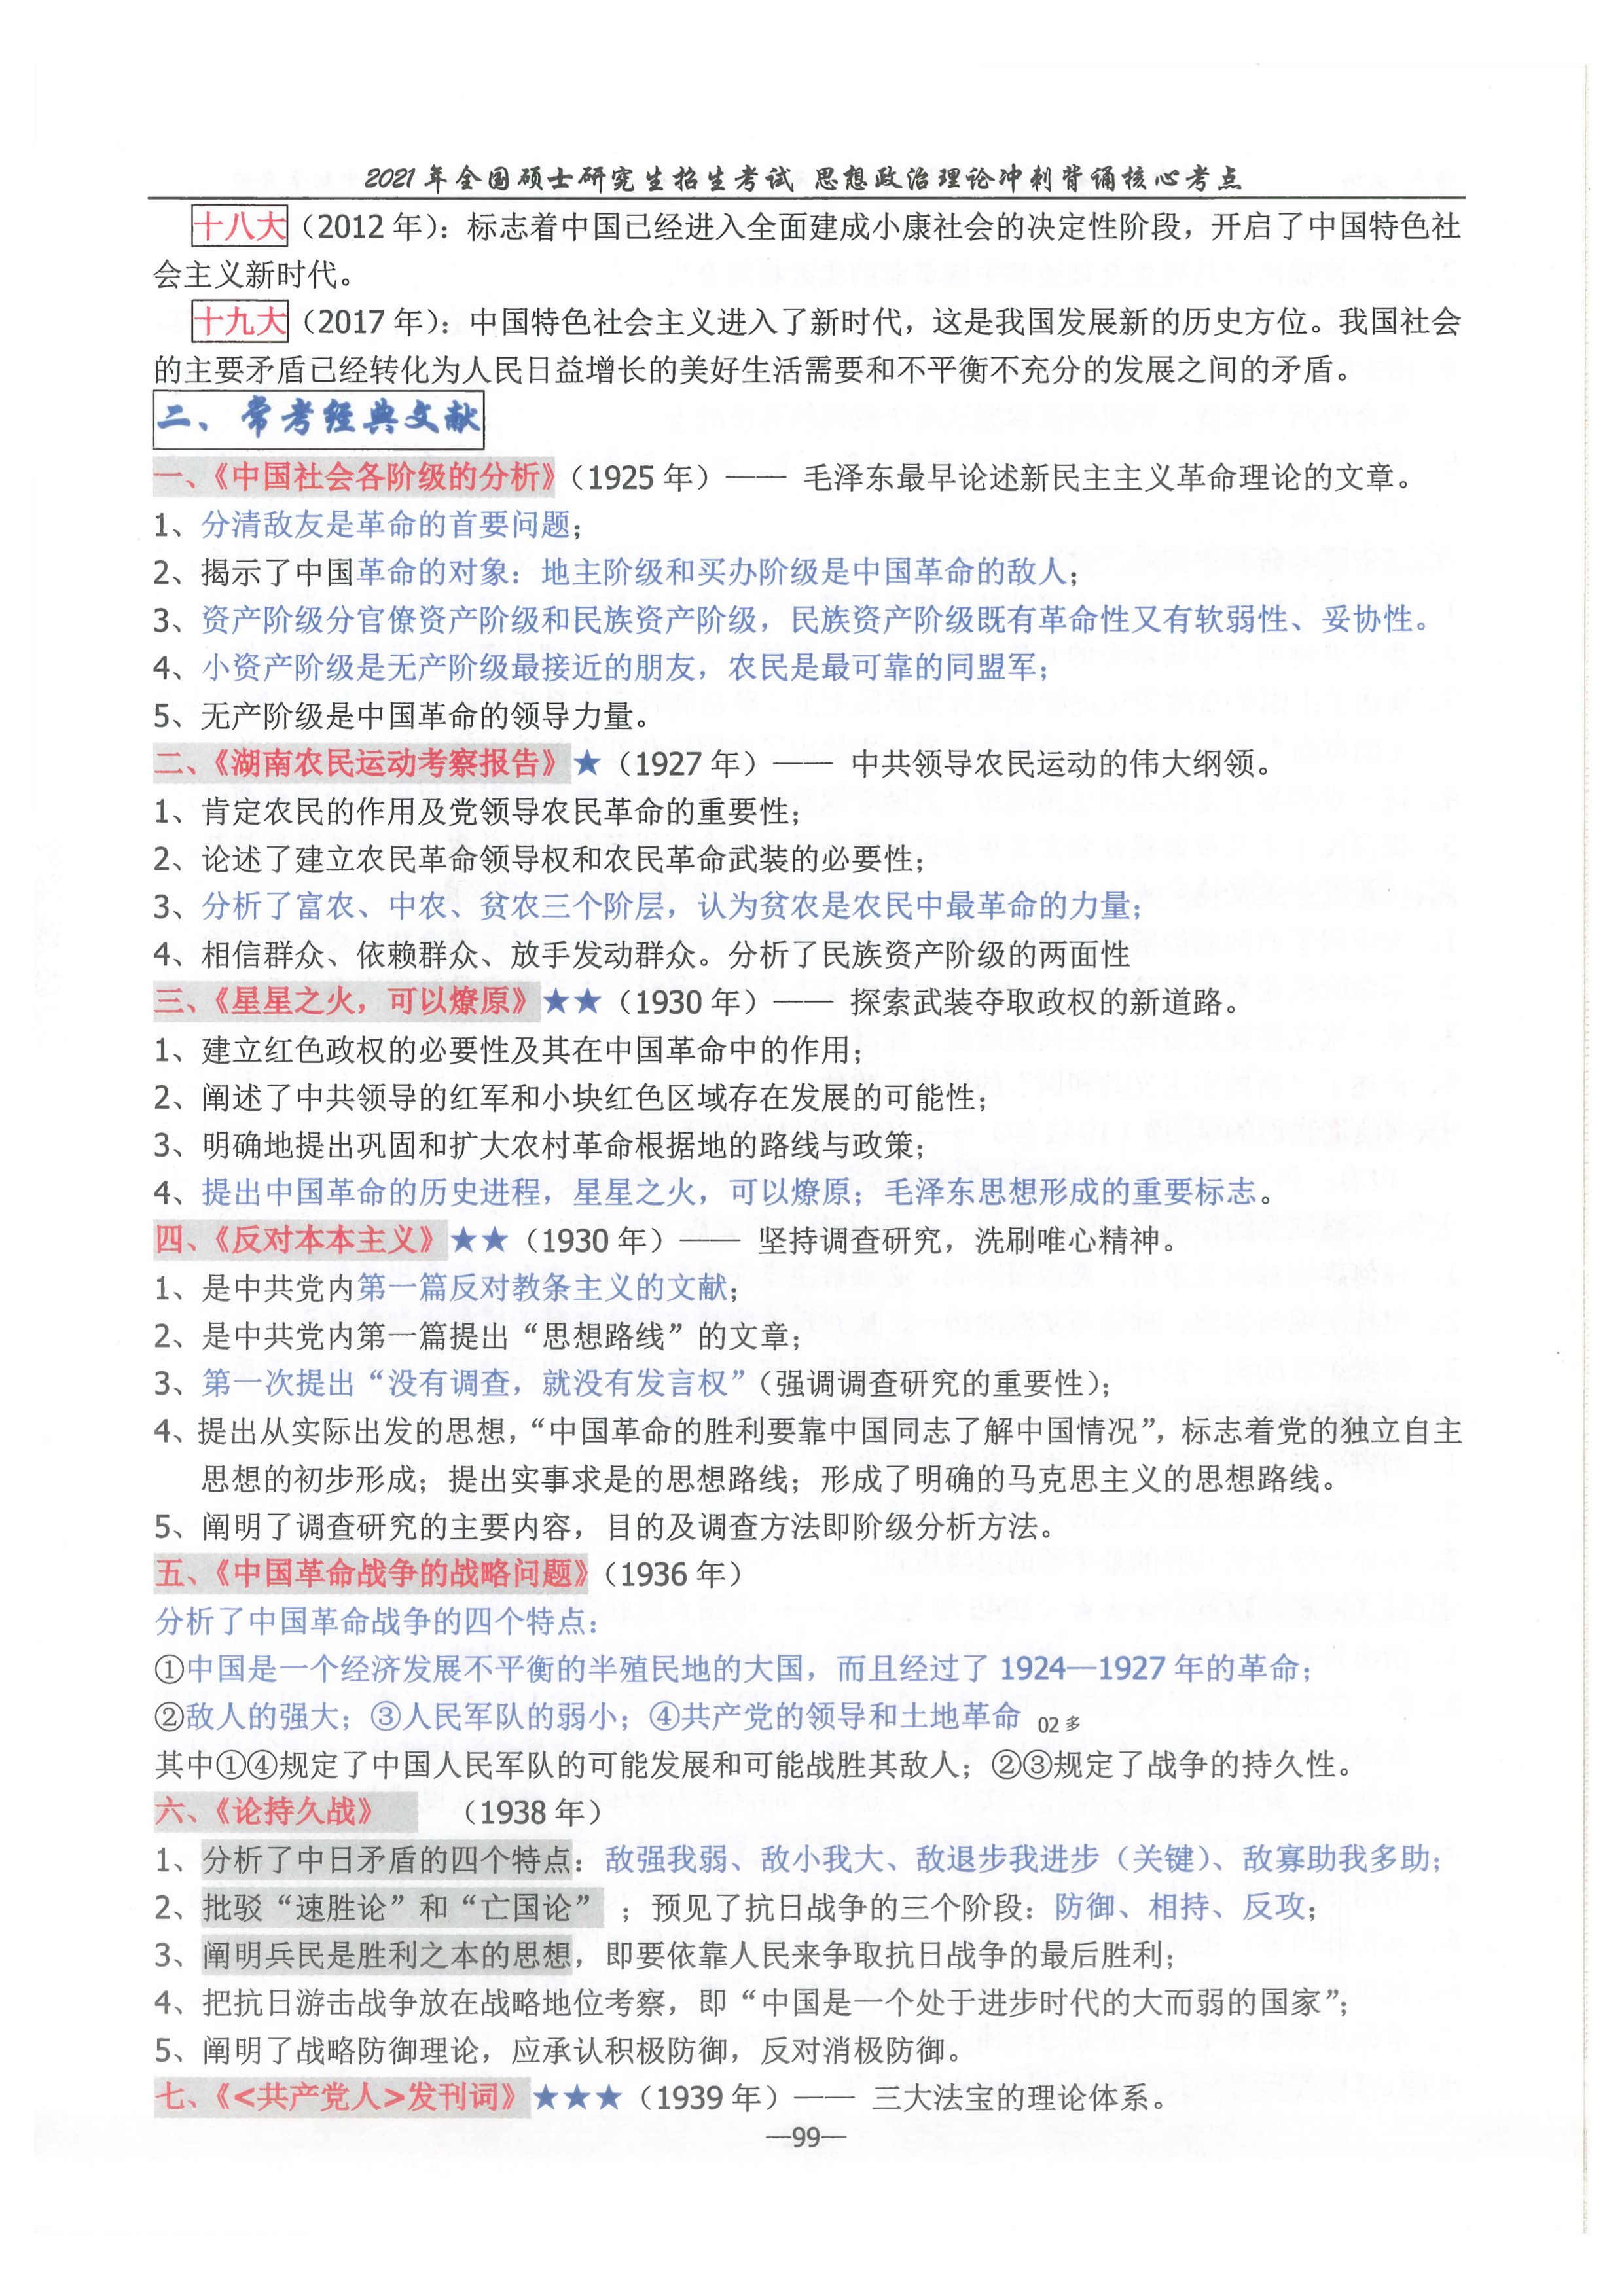 2021年全国硕士研究生招生考试 思想政治理论冲刺背诵核心考点
十八大（2012 年）：标志着中国已经进入全面建成小康社会的决定性阶段，开启了中国特色社
会主义新时代。
十九大（2017 年）：中国特色社会主义进入了新时代，这是我国发展新的历史方位。我国社会
的主要矛盾已经转化为人民日益增长的美好生活需要和不平衡不充分的发展之间的矛盾。
二、常考经典文献
一、《中国社会各阶级的分析》（1925 年）—— 毛泽东最早论述新民主主义革命理论的文章。
1、分清敌友是革命的首要问题；
2、揭示了中国革命的对象：地主阶级和买办阶级是中国革命的敌人；
3、资产阶级分官僚资产阶级和民族资产阶级，民族资产阶级既有革命性又有软弱性、妥协性。
4、小资产阶级是无产阶级最接近的朋友，农民是最可靠的同盟军；
5、无产阶级是中国革命的领导力量。
二、《湖南农民运动考察报告》★（1927 年）—— 中共领导农民运动的伟大纲领。
1、肯定农民的作用及党领导农民革命的重要性；
2、论述了建立农民革命领导权和农民革命武装的必要性；
3、分析了富农、中农、贫农三个阶层，认为贫农是农民中最革命的力量；
4、相信群众、依赖群众、放手发动群众。分析了民族资产阶级的两面性
三、《星星之火，可以燎原》★★（1930 年）—— 探索武装夺取政权的新道路。
1、建立红色政权的必要性及其在中国革命中的作用；
2、阐述了中共领导的红军和小块红色区域存在发展的可能性；
3、明确地提出巩固和扩大农村革命根据地的路线与政策；
4、提出中国革命的历史进程，星星之火，可以燎原；毛泽东思想形成的重要标志。
四、《反对本本主义》★★（1930 年）—— 坚持调查研究，洗刷唯心精神。
1、是中共党内第一篇反对教条主义的文献；
2、是中共党内第一篇提出“思想路线”的文章；
3、第一次提出“没有调查，就没有发言权”（强调调查研究的重要性）；
4、提出从实际出发的思想，“中国革命的胜利要靠中国同志了解中国情况”，标志着党的独立自主
思想的初步形成；提出实事求是的思想路线；形成了明确的马克思主义的思想路线。
5、阐明了调查研究的主要内容，目的及调查方法即阶级分析方法。
五、《中国革命战争的战略问题》（1936 年）
分析了中国革命战争的四个特点：
①中国是一个经济发展不平衡的半殖民地的大国，而且经过了 1924—1927 年的革命；
②敌人的强大；③人民军队的弱小；④共产党的领导和土地革命 02 多
其中①④规定了中国人民军队的可能发展和可能战胜其敌人；②③规定了战争的持久性。
六、《论持久战》 （1938 年）
1、分析了中日矛盾的四个特点：敌强我弱、敌小我大、敌退步我进步（关键）、敌寡助我多助；
2、批驳“速胜论”和“亡国论” ；预见了抗日战争的三个阶段：防御、相持、反攻；
3、阐明兵民是胜利之本的思想，即要依靠人民来争取抗日战争的最后胜利；
4、把抗日游击战争放在战略地位考察，即“中国是一个处于进步时代的大而弱的国家”；
5、阐明了战略防御理论，应承认积极防御，反对消极防御。
七、《<共产党人>发刊词》★★★（1939 年）—— 三大法宝的理论体系。
—99—